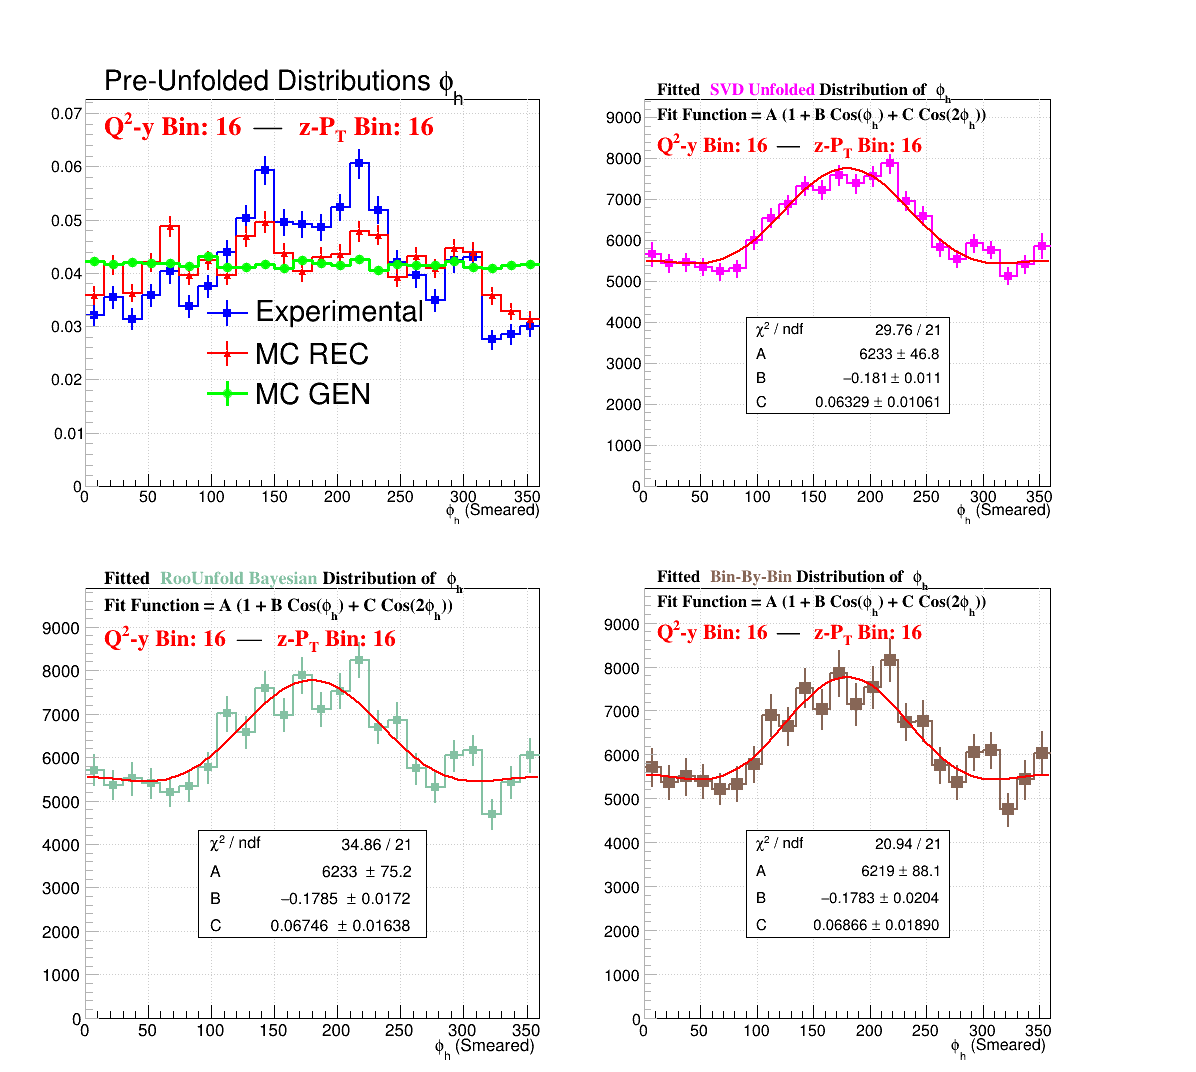 Pre-Unfolded Distributions ϕh
Q2-y Bin: 16 — z-PT Bin: 16
0.07
0.06
0.05
0.04
0.03
0.02
0.01
0
Experimental
MC REC
MC GEN
0 50 100 150 200 250 300 350
ϕh (Smeared)
Fitted SVD Unfolded Distribution of ϕh
Fit Function = A (1 + B Cos(ϕh) + C Cos(2ϕh))
Q2-y Bin: 16 — z-PT Bin: 16
9000
8000
7000
6000
5000
4000
3000
2000
1000
0
χ2 / ndf 29.76 / 21
A 6233 ± 46.8
B −0.181 ± 0.011
C 0.06329 ± 0.01061
0 50 100 150 200 250 300 350
ϕh (Smeared)
Fitted RooUnfold Bayesian Distribution of ϕh
Fit Function = A (1 + B Cos(ϕh) + C Cos(2ϕh))
Q2-y Bin: 16 — z-PT Bin: 16
9000
8000
7000
6000
5000
4000
3000
2000
1000
0
χ2 / ndf 34.86 / 21
A 6233 ± 75.2
B −0.1785 ± 0.0172
C 0.06746 ± 0.01638
0 50 100 150 200 250 300 350
ϕh (Smeared)
Fitted Bin-By-Bin Distribution of ϕh
Fit Function = A (1 + B Cos(ϕh) + C Cos(2ϕh))
Q2-y Bin: 16 — z-PT Bin: 16
9000
8000
7000
6000
5000
4000
3000
2000
1000
0
χ2 / ndf 20.94 / 21
A 6219 ± 88.1
B −0.1783 ± 0.0204
C 0.06866 ± 0.01890
0 50 100 150 200 250 300 350
ϕh (Smeared)